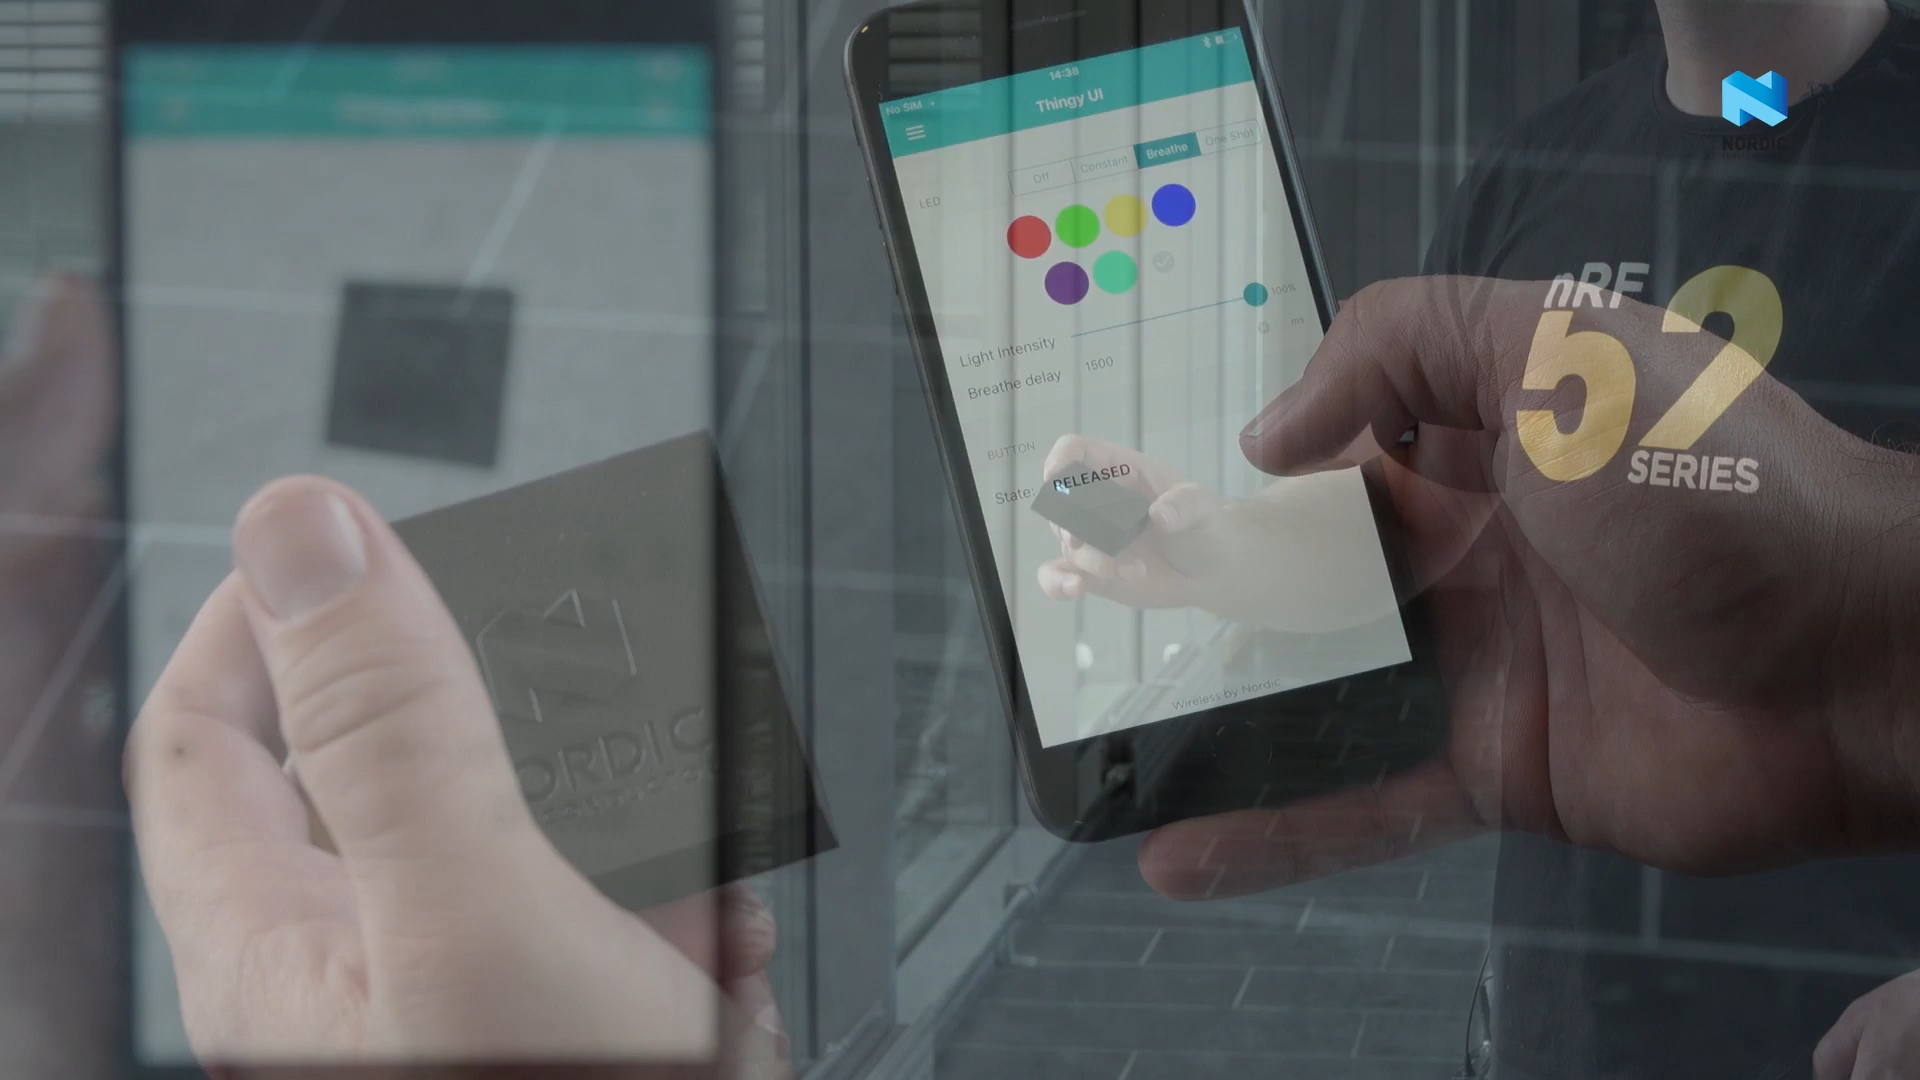 14:38
No SIM
Thingy UI
Off
Constant
Breathe
One Shot
LED
100%
Light Intensity
ms
Breathe delay
1500
BUTTON
State:
RELEASED
Wireless by Nordic
NORDIC
nRF
52
SERIES
NORDIC